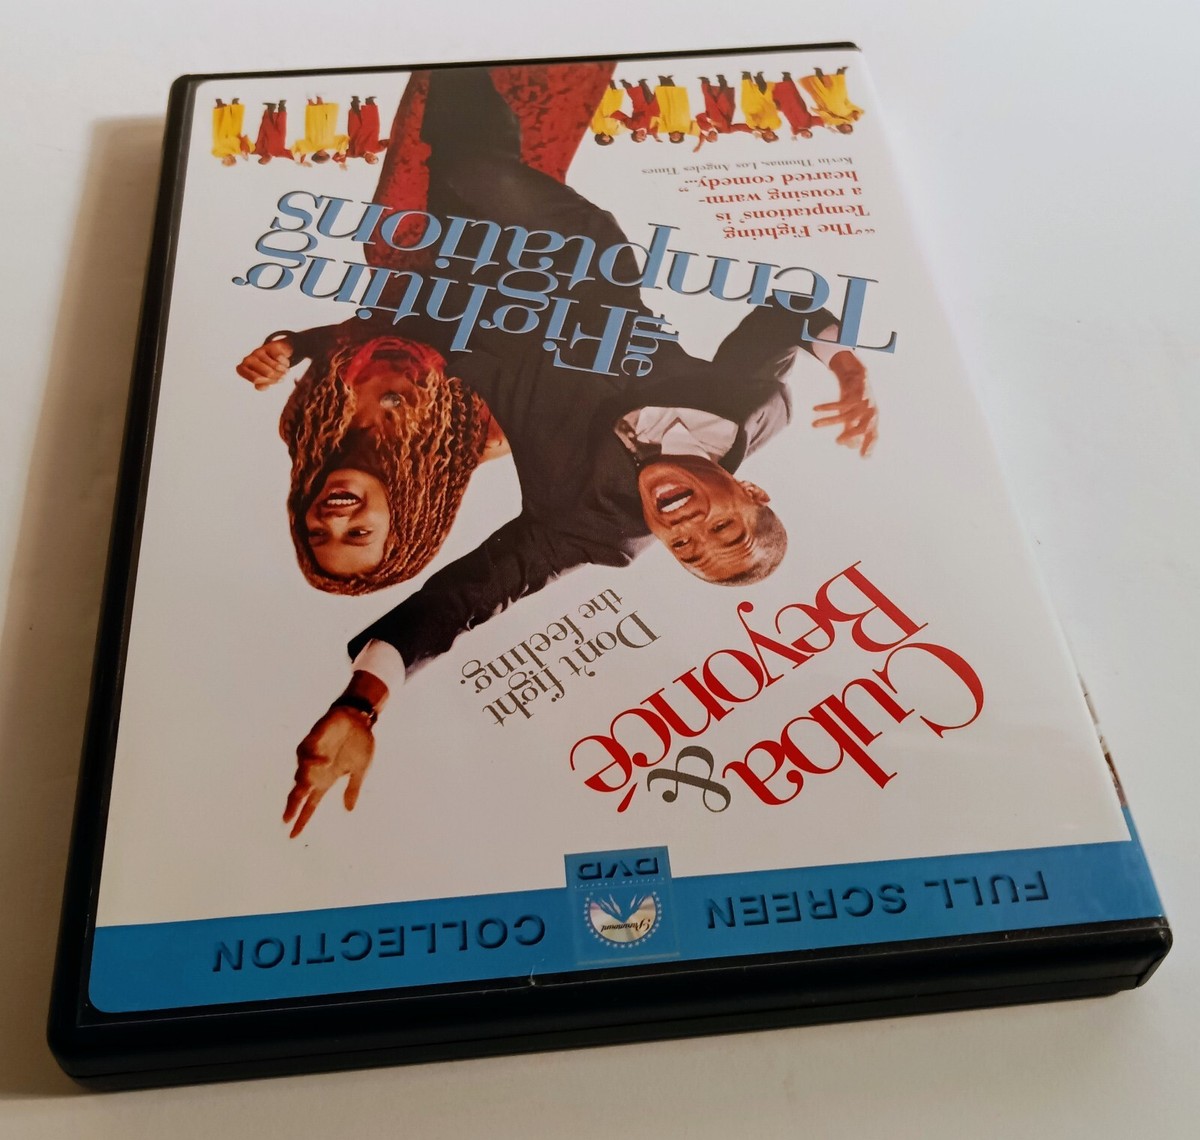 FULL SCREEN
Paramount
DVD
COLLECTION
Cuba
&
Beyoncé
Don't fight
the feeling.
the
Fighting
Temptations
"The Fighting
Temptations' is
a rousing warm-
hearted comedy..."
Kevin Thomas, Los Angeles Times